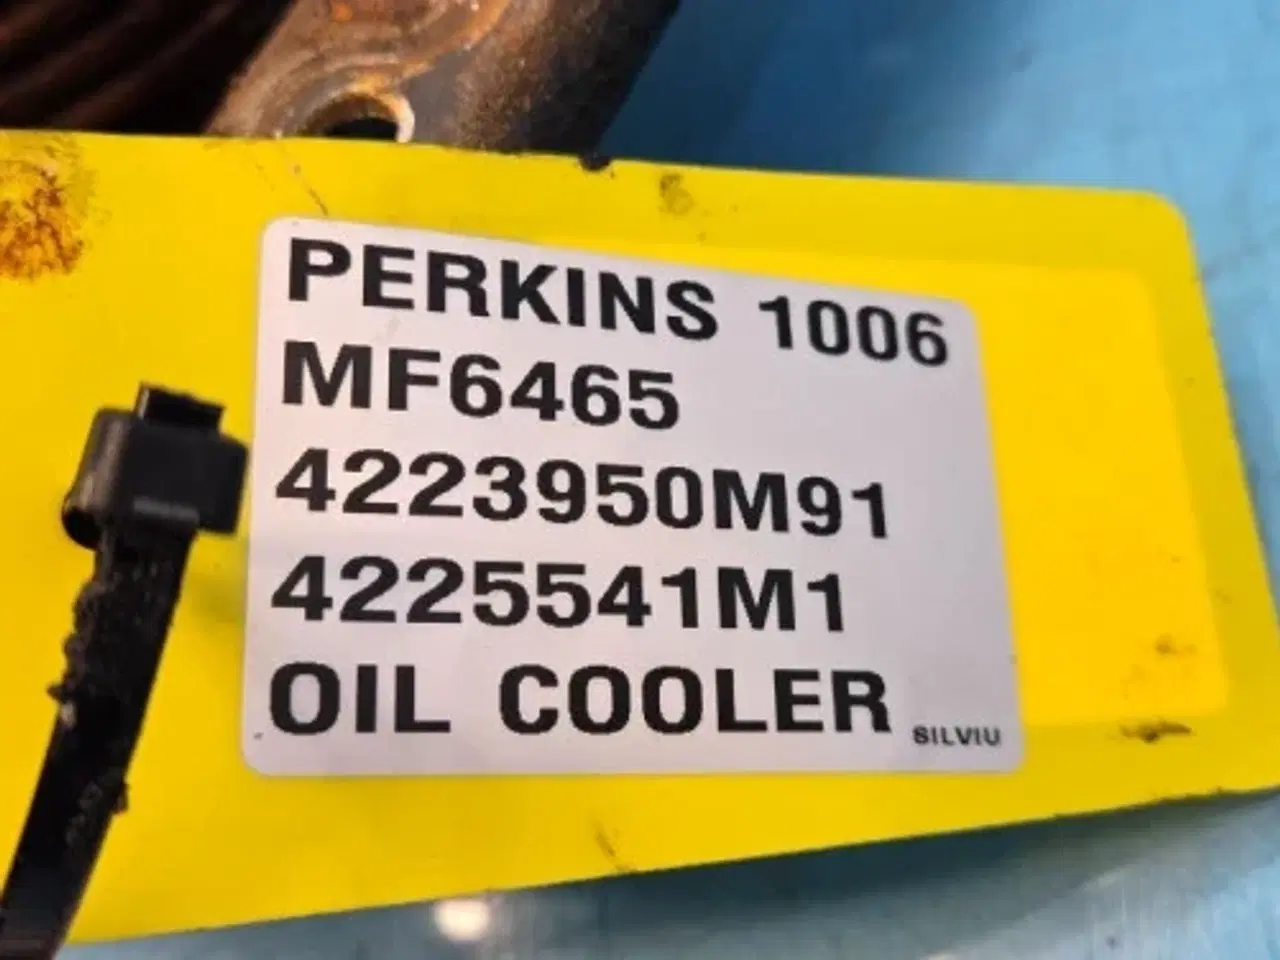 PERKINS 1006
MF6465
4223950M91
4225541M1
OIL COOLER
SILVIU